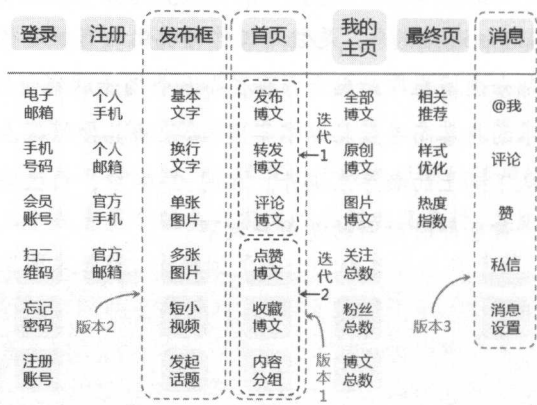 登录 注册 发布框 首页 我的 最终页 消息
主页
电子 个人 基本 发布 全部 相关 @我
邮箱 手机 文字 博文 博文 推荐
迭代1
手机 个人 换行 转发 原创 样式 评论
号码 邮箱 文字 博文 博文 优化
会员 官方 单张 评论 图片 热度 赞
账号 手机 图片 博文 博文 指数
扫二 官方 多张 点赞 关注 私信
维码 邮箱 图片 博文 总数
迭代2
忘记 短小 收藏 粉丝 消息
密码 视频 博文 总数 设置
版本2 版本3
注册 发起 内容 博文
账号 话题 分组 总数
版本1